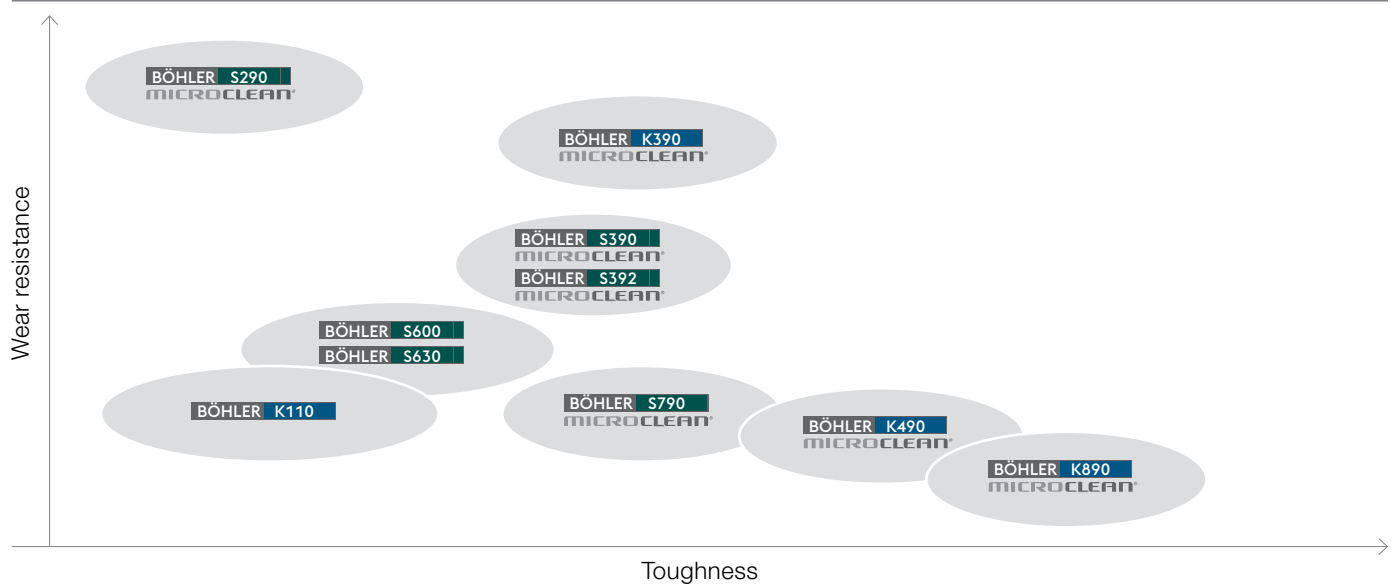 Wear resistance
BÖHLER S290
MICROCLEAN®
BÖHLER K390
MICROCLEAN®
BÖHLER S390
MICROCLEAN®
BÖHLER S392
MICROCLEAN®
BÖHLER S600
BÖHLER S630
BÖHLER K110
BÖHLER S790
MICROCLEAN®
BÖHLER K490
MICROCLEAN®
BÖHLER K890
MICROCLEAN®
Toughness